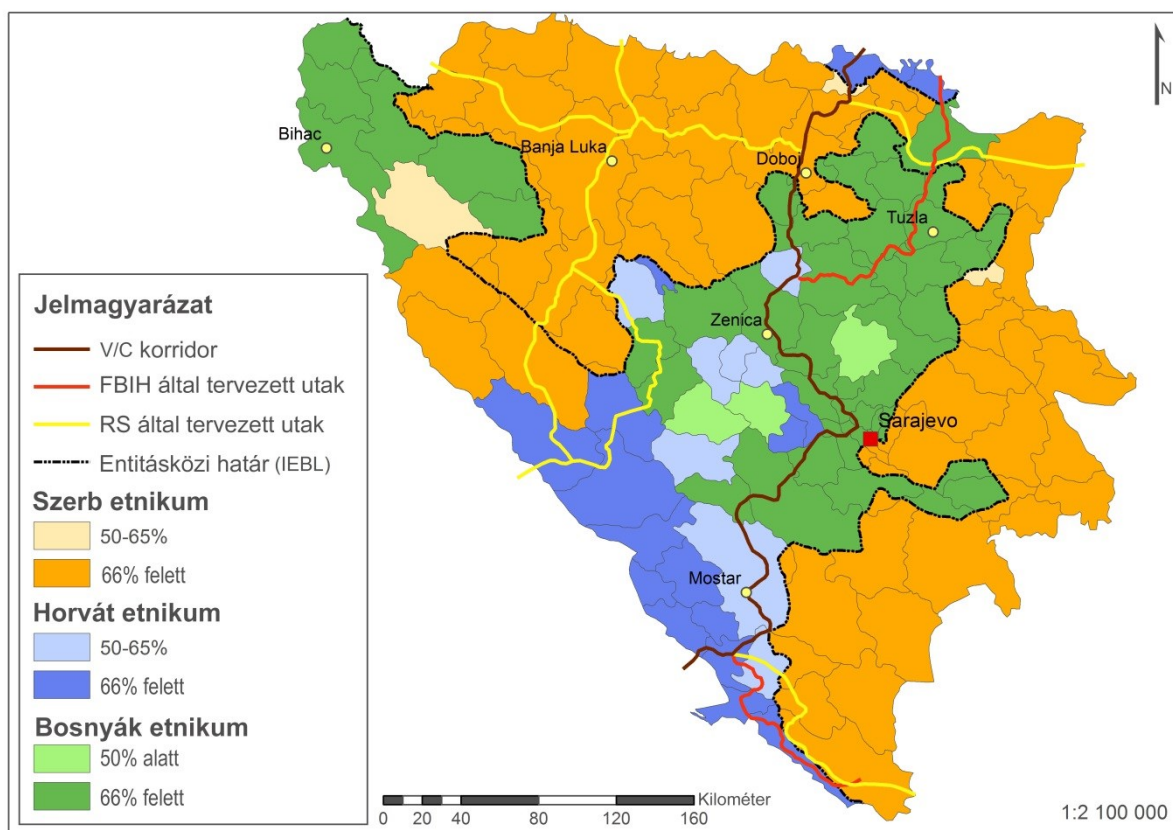 N
Bihac
Banja Luka
Doboj
Tuzla
Zenica
Sarajevo
Mostar
Jelmagyarázat
V/C korridor
FBIH által tervezett utak
RS által tervezett utak
Entitásközi határ (IEBL)
Szerb etnikum
50-65%
66% felett
Horvát etnikum
50-65%
66% felett
Bosnyák etnikum
50% alatt
66% felett
Kilométer
0 20 40 80 120 160
1:2 100 000